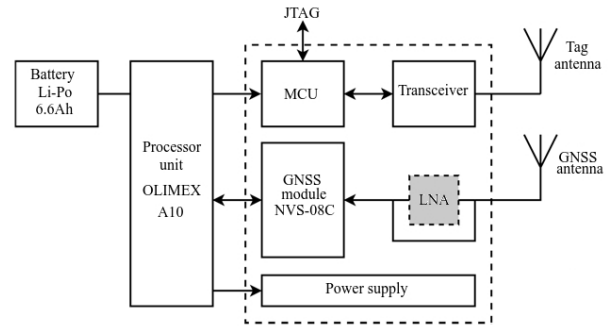 JTAG
Battery
Li-Po
6.6Ah
Processor
unit
OLIMEX
A10
MCU
Transceiver
Tag
antenna
GNSS
module
NVS-08C
LNA
GNSS
antenna
Power supply